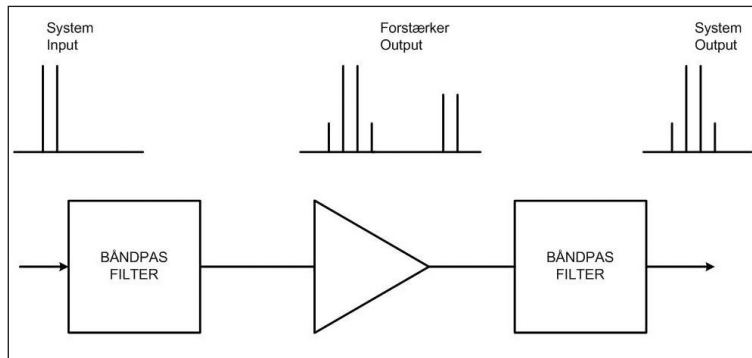 System
Input
Forstærker
Output
System
Output
BÅNDPAS
FILTER
BÅNDPAS
FILTER